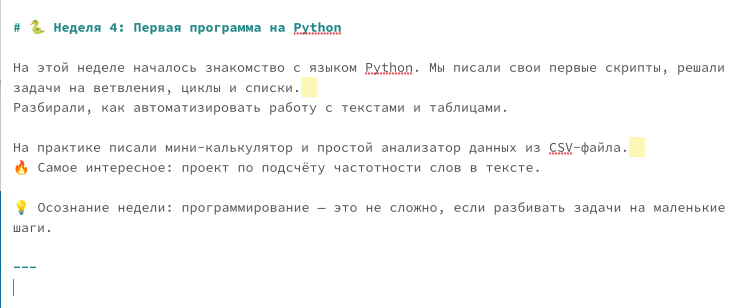 # 🐍 Неделя 4: Первая программа на Python
На этой неделе началось знакомство с языком Python. Мы писали свои первые скрипты, решали
задачи на ветвления, циклы и списки.
Разбирали, как автоматизировать работу с текстами и таблицами.
На практике писали мини-калькулятор и простой анализатор данных из CSV-файла.
🔥 Самое интересное: проект по подсчёту частотности слов в тексте.
💡 Осознание недели: программирование — это не сложно, если разбивать задачи на маленькие
шаги.
---